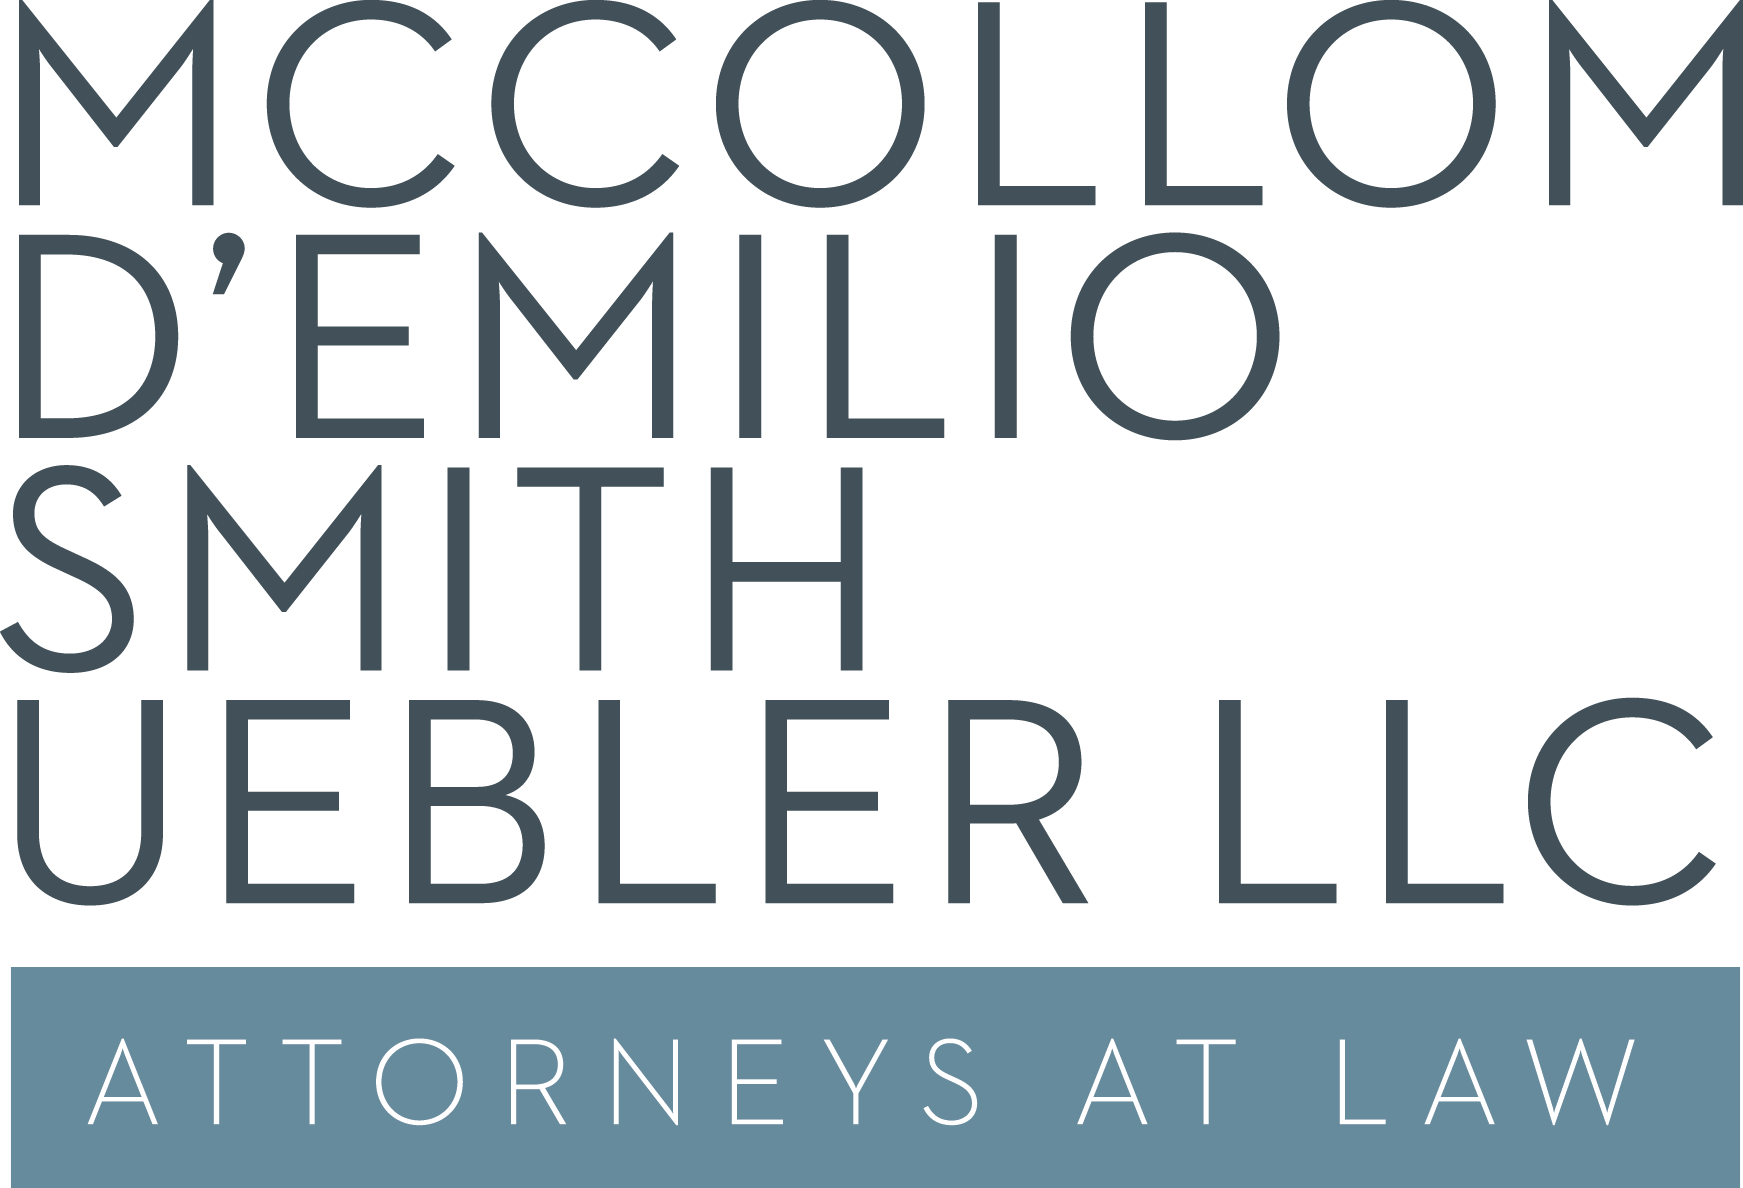 MCCOLLOM
D’EMILIO
SMITH
UEBLER LLC
ATTORNEYS AT LAW